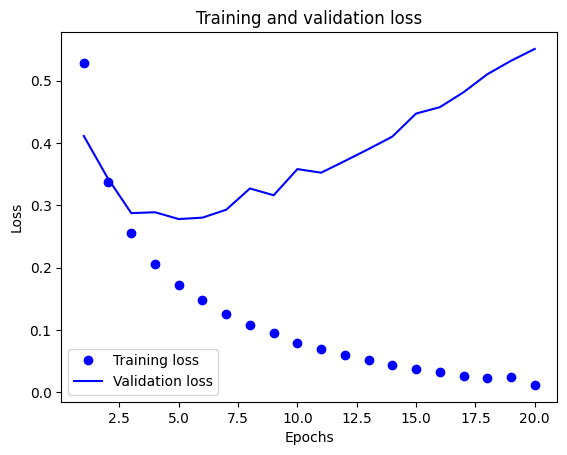 Training and validation loss
Loss
0.5
0.4
0.3
0.2
0.1
0.0
Training loss
Validation loss
2.5 5.0 7.5 10.0 12.5 15.0 17.5 20.0
Epochs